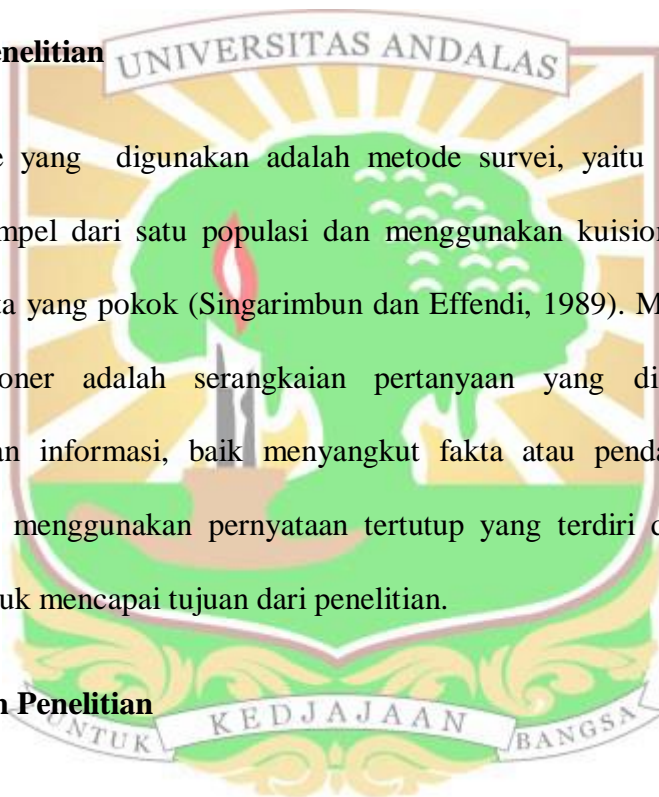 enelitian
UNIVERSITAS ANDALAS
e yang digunakan adalah metode survei, yaitu
mpel dari satu populasi dan menggunakan kuision
ta yang pokok (Singarimbun dan Effendi, 1989). M
oner adalah serangkaian pertanyaan yang di
an informasi, baik menyangkut fakta atau penda
menggunakan pernyataan tertutup yang terdiri d
uk mencapai tujuan dari penelitian.
n Penelitian
UNTUK KEDJAJAAN BANGSA